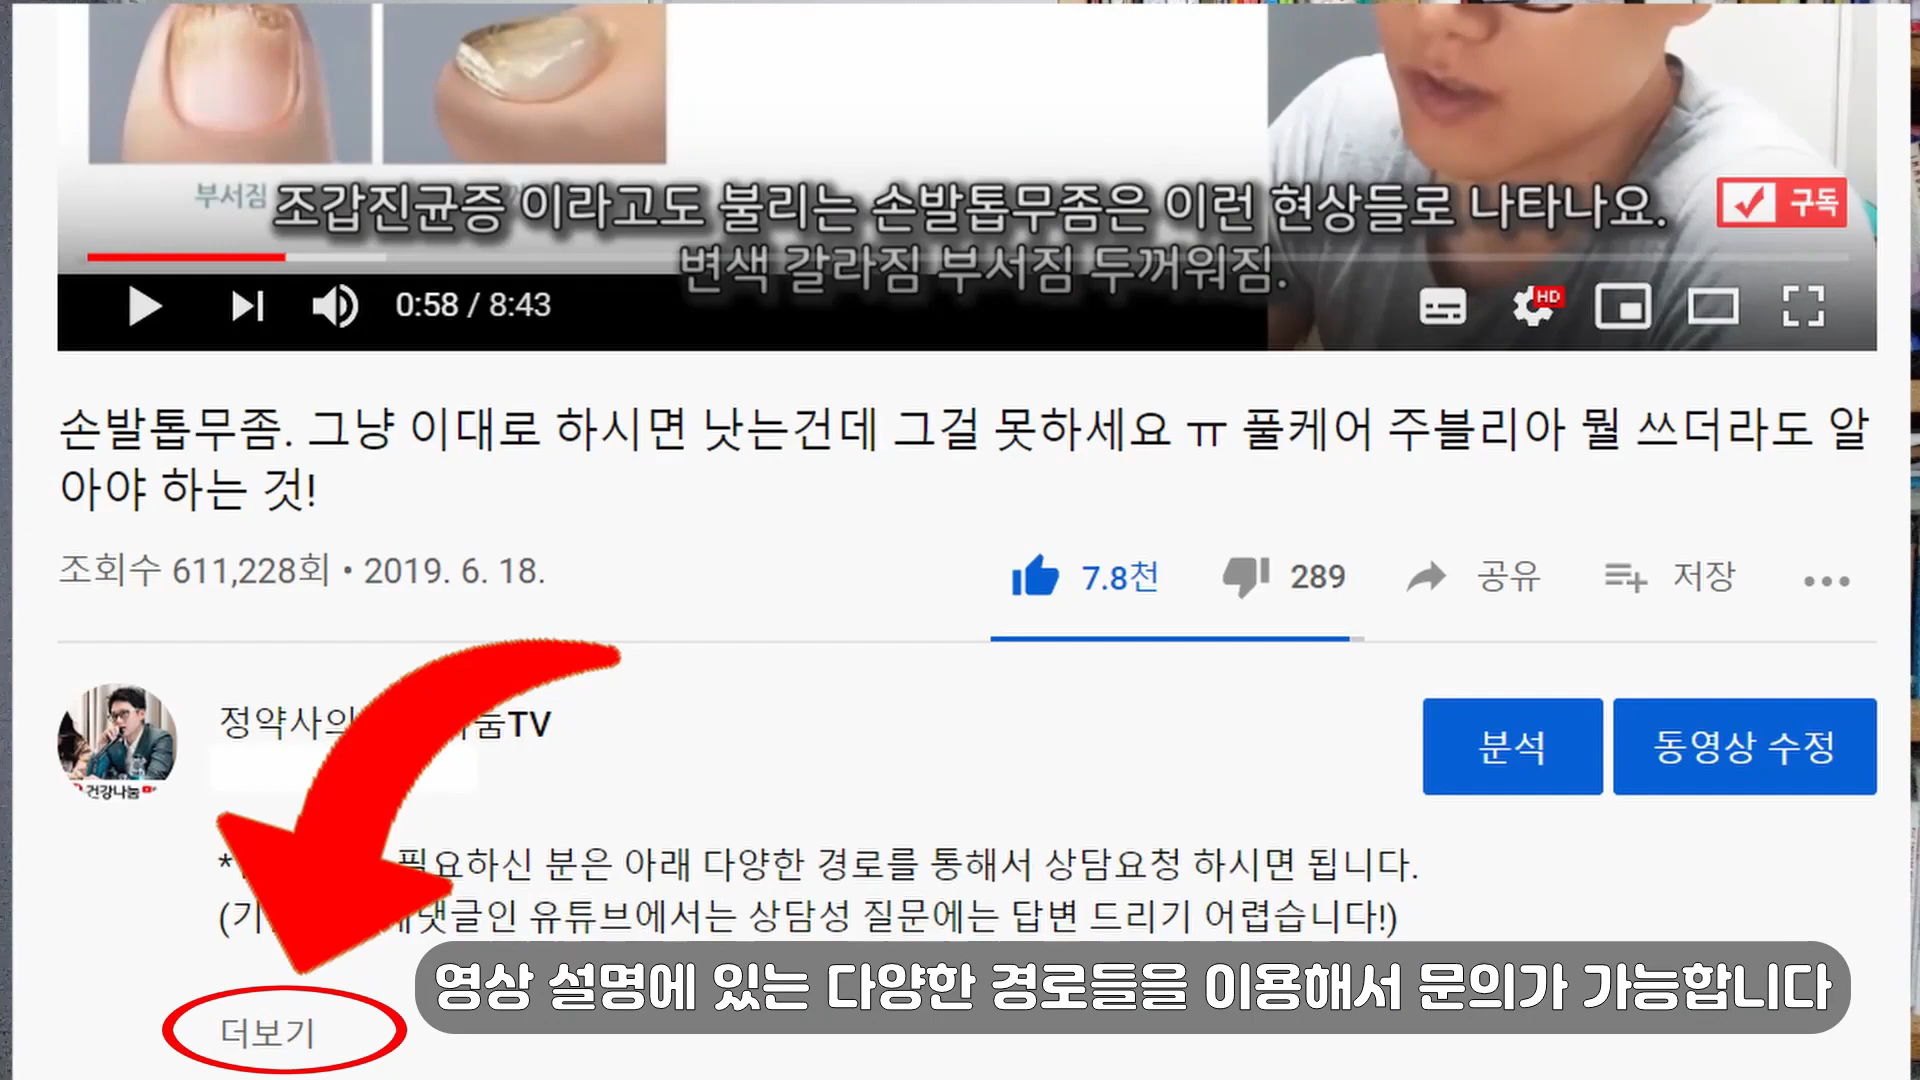 부서짐
조갑진균증 이라고도 불리는 손발톱무좀은 이런 현상들로 나타나요.
변색 갈라짐 부서짐 두꺼워짐.
구독
0:58 / 8:43
HD
손발톱무좀. 그냥 이대로 하시면 낫는건데 그걸 못하세요 ㅠ 풀케어 주블리아 뭘 쓰더라도 알
아야 하는 것!
조회수 611,228회 • 2019. 6. 18.
7.8천 289 공유 저장
정약사의 눔TV
건강나눔
분석 동영상 수정
* 필요하신 분은 아래 다양한 경로를 통해서 상담요청 하시면 됩니다.
(기 댓글인 유튜브에서는 상담성 질문에는 답변 드리기 어렵습니다!)
영상 설명에 있는 다양한 경로들을 이용해서 문의가 가능합니다
더보기